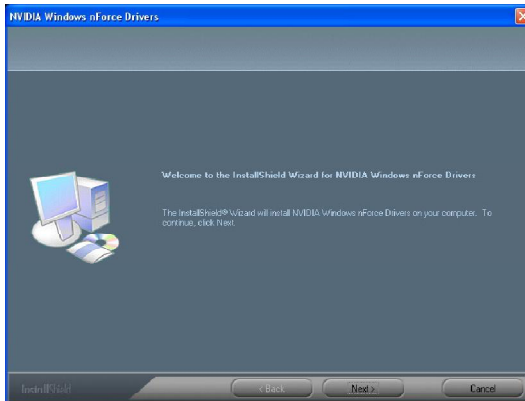 NVIDIA Windows nForce Drivers
Welcome to the InstallShield Wizard for NVIDIA Windows nForce Drivers
The InstallShield® Wizard will install NVIDIA Windows nForce Drivers on your computer. To
continue, click Next.
InstallShield
< Back
Next >
Cancel